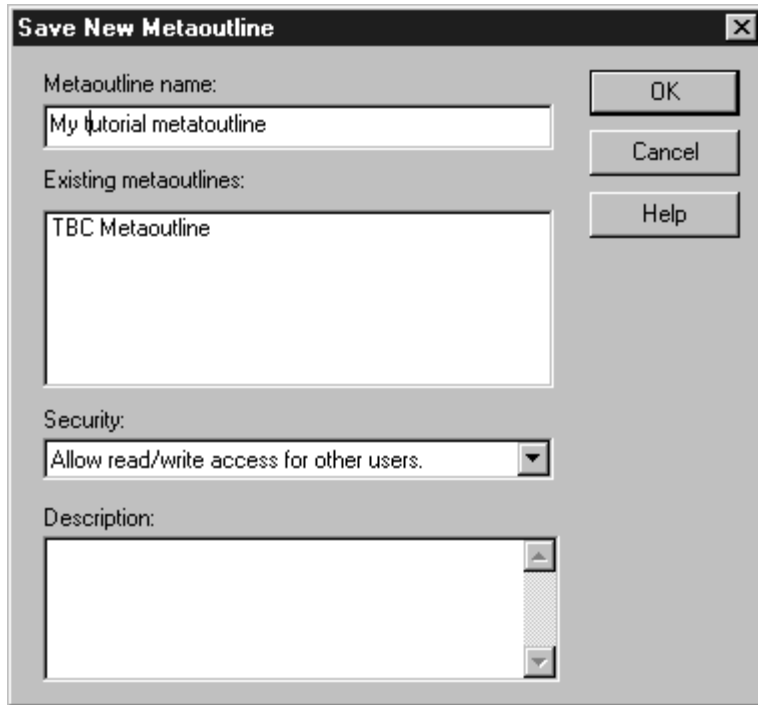 Save New Metaoutline
Metaoutline name:
OK
My tutorial metatoutline
Cancel
Existing metaoutlines:
Help
TBC Metaoutline
Security:
Allow read/write access for other users.
Description: